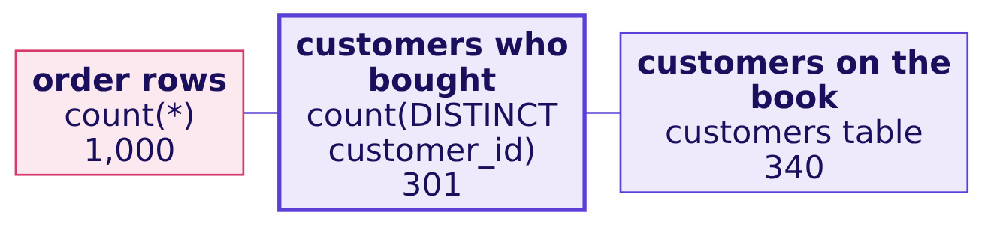 order rows
count(*)
1,000
customers who
bought
count(DISTINCT
customer_id)
301
customers on the
book
customers table
340